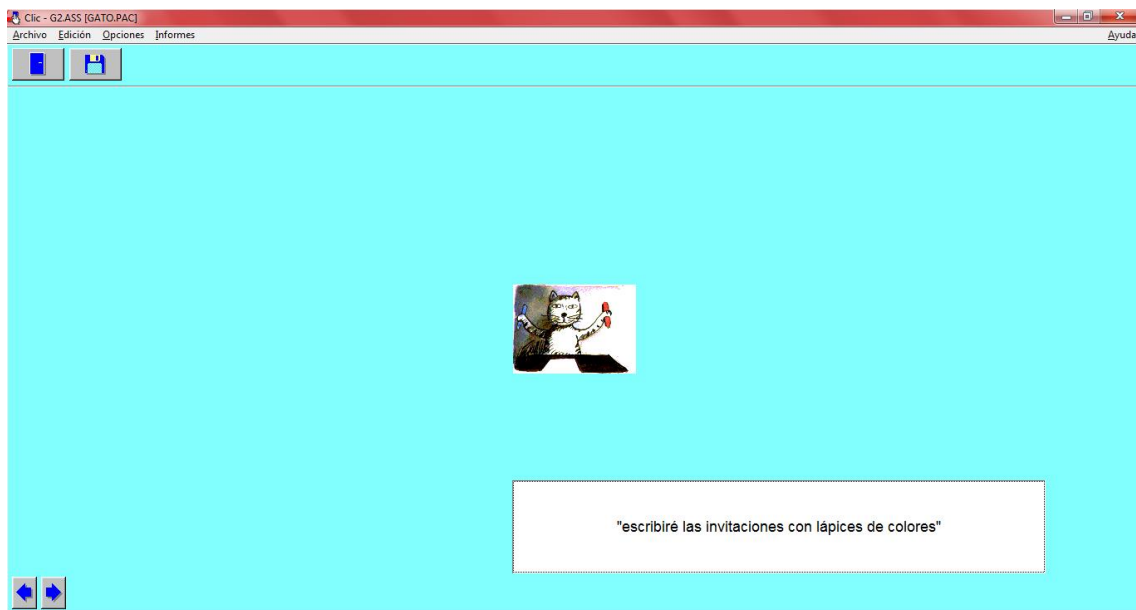 Clic - G2.ASS [GATO.PAC]
Archivo Edición Opciones Informes Ayuda
"escribiré las invitaciones con lápices de colores"